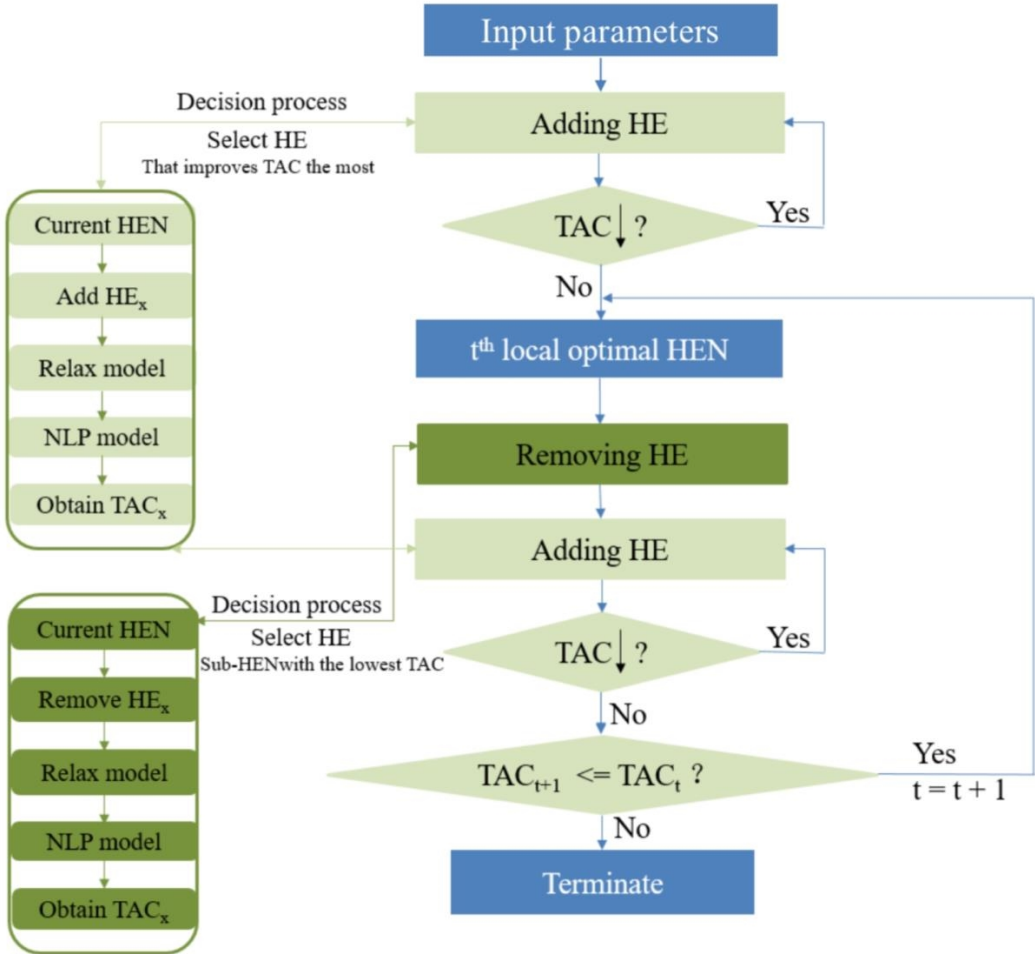 Input parameters
Decision process
Adding HE
Select HE
That improves TAC the most
Current HEN
TAC↓ ?
Yes
Add HEₓ
No
t^th local optimal HEN
Relax model
NLP model
Removing HE
Obtain TACₓ
Adding HE
Decision process
Current HEN
Select HE
Sub-HENwith the lowest TAC
TAC↓ ?
Yes
Remove HEₓ
No
Relax model
TACₜ₊₁ <= TACₜ ?
Yes
t = t + 1
NLP model
No
Terminate
Obtain TACₓ